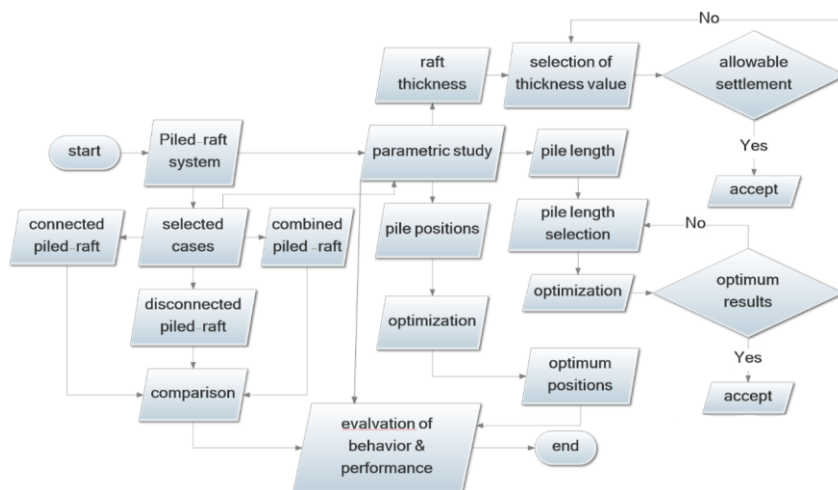 No
raft
thickness
selection of
thickness value
allowable
settlement
Yes
accept
start
Piled-raft
system
parametric study
pile length
connected
piled-raft
selected
cases
combined
piled-raft
pile positions
pile length
selection
No
disconnected
piled-raft
optimization
optimization
optimum
results
Yes
accept
comparison
optimum
positions
evalvation of
behavior &
performance
end